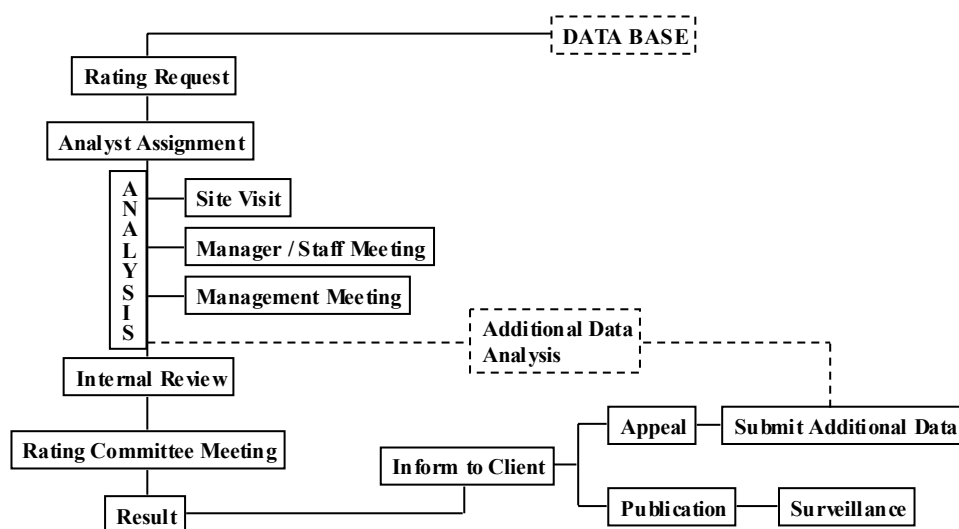 DATA BASE
Rating Request
Analyst Assignment
ANALYSIS
Site Visit
Manager / Staff Meeting
Management Meeting
Additional Data
Analysis
Internal Review
Appeal
Submit Additional Data
Rating Committee Meeting
Inform to Client
Result
Publication
Surveillance